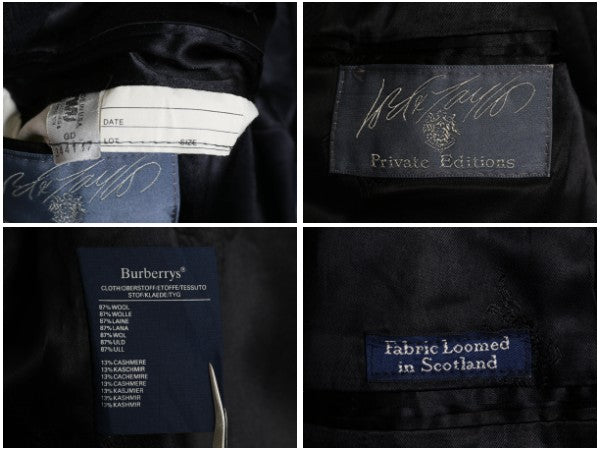 DATE
LOT
SIZE
Lord & Taylor
Private Editions
Burberrys®
CLOTH/OBERSTOFF/ETOFFE/TESSUTO
STOF/KLAEDE/TYG
87% WOOL
87% WOLLE
87% LAINE
87% LANA
87% WOL
87% ULD
87% ULL
13% CASHMERE
13% KASCHMIR
13% CACHEMIRE
13% CASHMERE
13% KASJMIER
13% KASHMIR
13% KASHMIR
Fabric Loomed
in Scotland